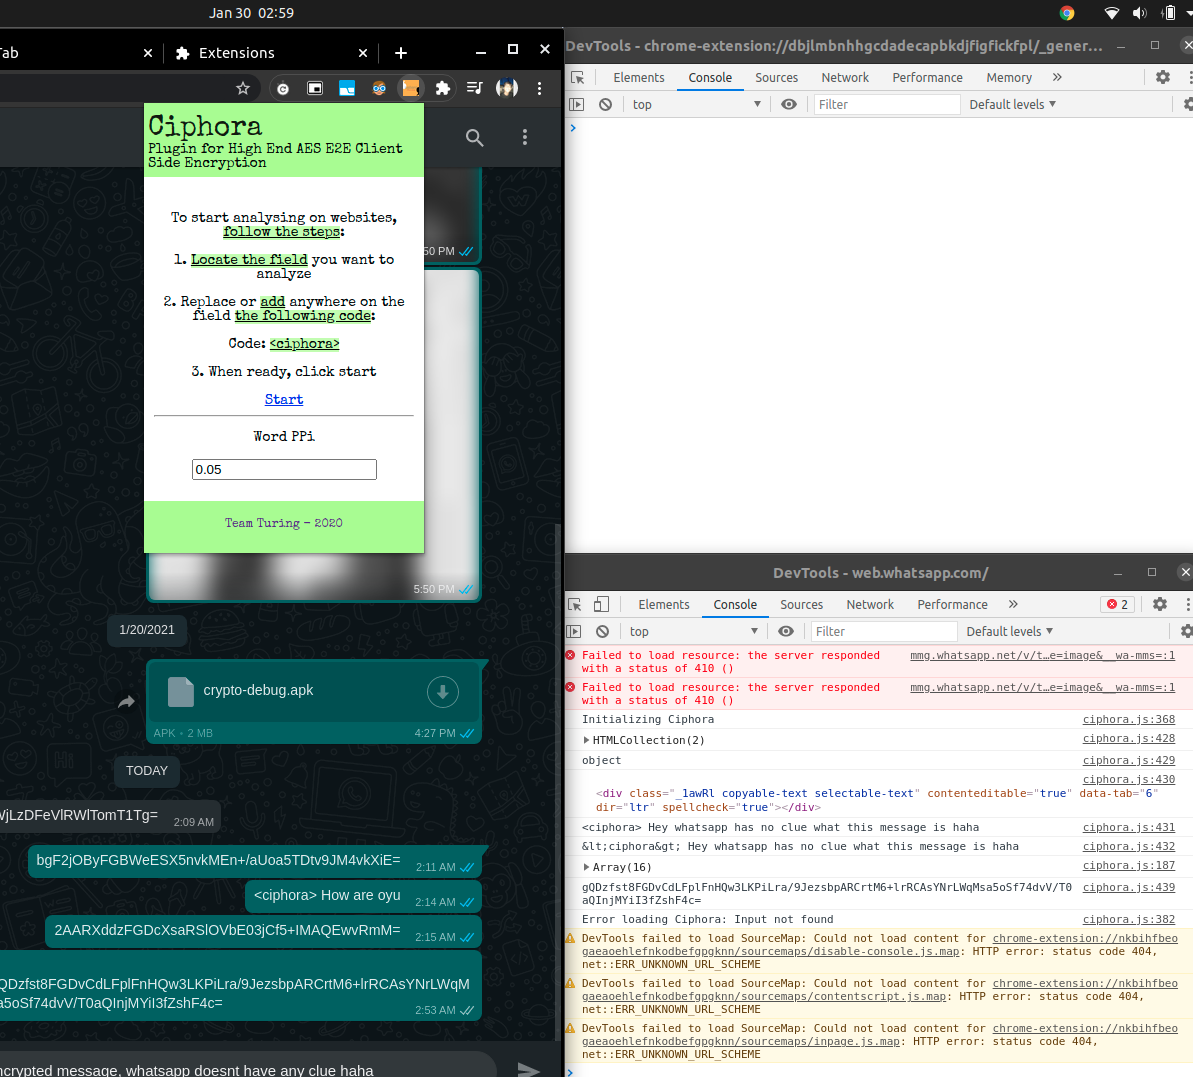 Jan 30 02:59
Tab
Extensions
Ciphora
Plugin for High End AES E2E Client
Side Encryption
To start analysing on websites,
follow the steps:
1. Locate the field you want to
analyze
2. Replace or add anywhere on the
field the following code:
Code: <ciphora>
3. When ready, click start
Start
Word PPi
0.05
Team Turing - 2020
50 PM
5:50 PM
1/20/2021
crypto-debug.apk
APK • 2 MB
4:27 PM
TODAY
VjLzDFeVlRWlTomT1Tg=
2:09 AM
bgF2jOByFGBWeESX5nvkMEn+/aUoa5TDtv9JM4vkXiE=
2:11 AM
<ciphora> How are oyu
2:14 AM
2AARXddzFGDcXsaRSlOVbE03jCf5+IMAQEwvRmM=
2:15 AM
QDzfst8FGDvCdLFplFnHQw3LKPiLra/9JezsbpARCrtM6+lrRCAsYNrLWqM
a5oSf74dvV/T0aQInjMYiI3fZshF4c=
2:53 AM
ncrypted message, whatsapp doesnt have any clue haha
DevTools - chrome-extension://dbjlmbnhhgcdadecapbkdjfigfickfpl/_gener...
Elements Console Sources Network Performance Memory
top Filter Default levels
DevTools - web.whatsapp.com/
Elements Console Sources Network Performance 2
top Filter Default levels
Failed to load resource: the server responded mmg.whatsapp.net/v/t…e=image&__wa-mms=:1
with a status of 410 ()
Failed to load resource: the server responded mmg.whatsapp.net/v/t…e=image&__wa-mms=:1
with a status of 410 ()
Initializing Ciphora ciphora.js:368
HTMLCollection(2) ciphora.js:428
object ciphora.js:429
ciphora.js:430
<div class="_1awRl copyable-text selectable-text" contenteditable="true" data-tab="6"
dir="ltr" spellcheck="true"></div>
<ciphora> Hey whatsapp has no clue what this message is haha ciphora.js:431
&lt;ciphora&gt; Hey whatsapp has no clue what this message is haha ciphora.js:432
Array(16) ciphora.js:187
gQDzfst8FGDvCdLFplFnHQw3LKPiLra/9JezsbpARCrtM6+lrRCAsYNrLWqMsa5oSf74dvV/T0 ciphora.js:439
aQInjMYiI3fZshF4c=
Error loading Ciphora: Input not found ciphora.js:382
DevTools failed to load SourceMap: Could not load content for chrome-extension://nkbihfbeo
gaeaoehlefnkodbefgpgknn/sourcemaps/disable-console.js.map: HTTP error: status code 404,
net::ERR_UNKNOWN_URL_SCHEME
DevTools failed to load SourceMap: Could not load content for chrome-extension://nkbihfbeo
gaeaoehlefnkodbefgpgknn/sourcemaps/contentscript.js.map: HTTP error: status code 404,
net::ERR_UNKNOWN_URL_SCHEME
DevTools failed to load SourceMap: Could not load content for chrome-extension://nkbihfbeo
gaeaoehlefnkodbefgpgknn/sourcemaps/inpage.js.map: HTTP error: status code 404,
net::ERR_UNKNOWN_URL_SCHEME